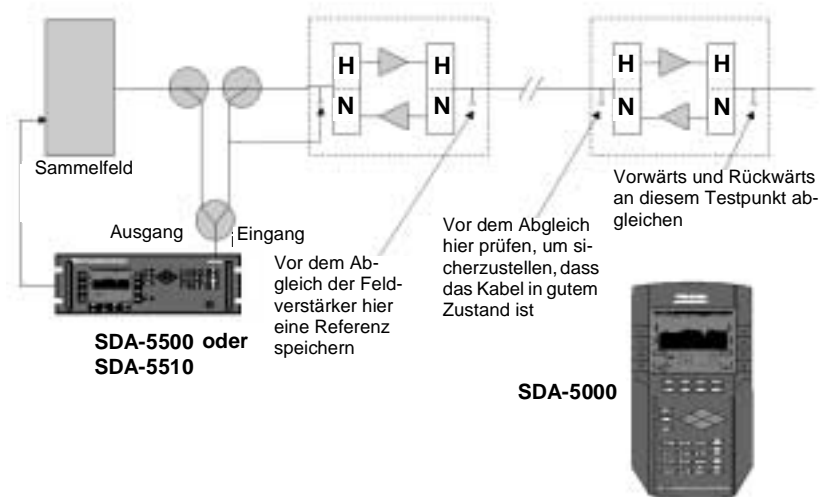 H
H
H
H
N
N
N
N
Sammelfeld
Ausgang
Eingang
SDA-5500 oder
SDA-5510
Vor dem Ab-
gleich der Feld-
verstärker hier
eine Referenz
speichern
Vor dem Abgleich
hier prüfen, um si-
cherzustellen, dass
das Kabel in gutem
Zustand ist
Vorwärts und Rückwärts
an diesem Testpunkt ab-
gleichen
SDA-5000